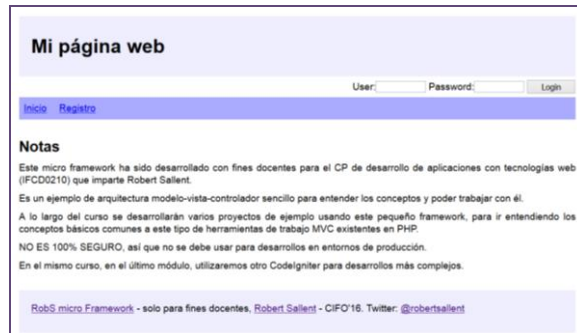 Mi página web
User: Password: Login
Inicio Registro
Notas
Este micro framework ha sido desarrollado con fines docentes para el CP de desarrollo de aplicaciones con tecnologías web
(IFCD0210) que imparte Robert Sallent.
Es un ejemplo de arquitectura modelo-vista-controlador sencillo para entender los conceptos y poder trabajar con él.
A lo largo del curso se desarrollarán varios proyectos de ejemplo usando este pequeño framework, para ir entendiendo los
conceptos básicos comunes a este tipo de herramientas de trabajo MVC existentes en PHP.
NO ES 100% SEGURO, así que no se debe usar para desarrollos en entornos de producción.
En el mismo curso, en el último módulo, utilizaremos otro CodeIgniter para desarrollos más complejos.
RobS micro Framework - solo para fines docentes, Robert Sallent - CIFO'16. Twitter: @robertsallent